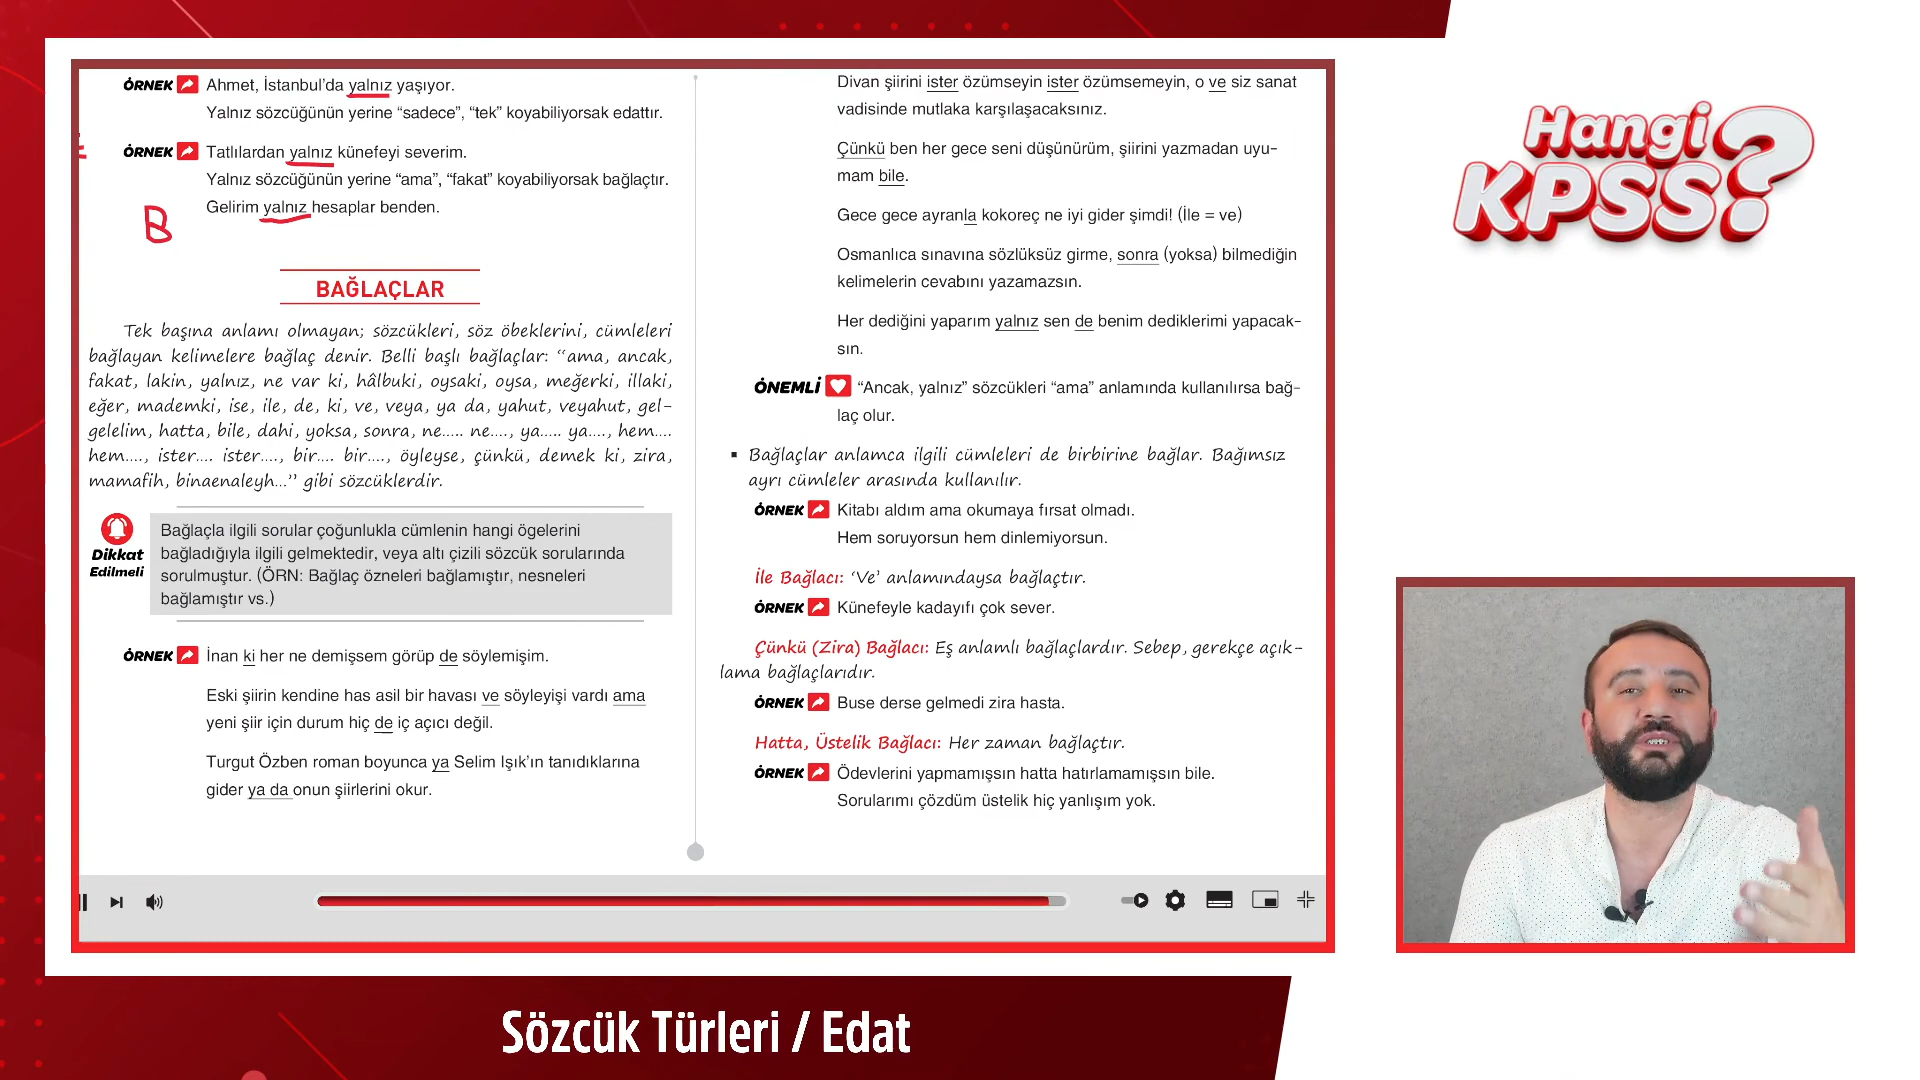 ÖRNEK Ahmet, İstanbul'da yalnız yaşıyor.
Yalnız sözcüğünün yerine “sadece”, “tek” koyabiliyorsak edattır.
ÖRNEK Tatlılardan yalnız künefeyi severim.
Yalnız sözcüğünün yerine “ama”, “fakat” koyabiliyorsak bağlaçtır.
B Gelirim yalnız hesaplar benden.
BAĞLAÇLAR
Tek başına anlamı olmayan; sözcükleri, söz öbeklerini, cümleleri
bağlayan kelimelere bağlaç denir. Belli başlı bağlaçlar: “ama, ancak,
fakat, lakin, yalnız, ne var ki, hâlbuki, oysaki, oysa, meğerki, illaki,
eğer, mademki, ise, ile, de, ki, ve, veya, ya da, yahut, veyahut, gel-
gelelim, hatta, bile, dahi, yoksa, sonra, ne..... ne...., ya..... ya...., hem....
hem...., ister.... ister...., bir.... bir...., öyleyse, çünkü, demek ki, zira,
mamafih, binaenaleyh...” gibi sözcüklerdir.
Dikkat
Edilmeli
Bağlaçla ilgili sorular çoğunlukla cümlenin hangi ögelerini
bağladığıyla ilgili gelmektedir, veya altı çizili sözcük sorularında
sorulmuştur. (ÖRN: Bağlaç özneleri bağlamıştır, nesneleri
bağlamıştır vs.)
ÖRNEK İnan ki her ne demişsem görüp de söylemişim.
Eski şiirin kendine has asil bir havası ve söyleyişi vardı ama
yeni şiir için durum hiç de iç açıcı değil.
Turgut Özben roman boyunca ya Selim Işık'ın tanıdıklarına
gider ya da onun şiirlerini okur.
Divan şiirini ister özümseyin ister özümsemeyin, o ve siz sanat
vadisinde mutlaka karşılaşacaksınız.
Çünkü ben her gece seni düşünürüm, şiirini yazmadan uyu-
mam bile.
Gece gece ayranla kokoreç ne iyi gider şimdi! (İle = ve)
Osmanlıca sınavına sözlüksüz girme, sonra (yoksa) bilmediğin
kelimelerin cevabını yazamazsın.
Her dediğini yaparım yalnız sen de benim dediklerimi yapacak-
sın.
ÖNEMLİ “Ancak, yalnız” sözcükleri “ama” anlamında kullanılırsa bağ-
laç olur.
▪ Bağlaçlar anlamca ilgili cümleleri de birbirine bağlar. Bağımsız
ayrı cümleler arasında kullanılır.
ÖRNEK Kitabı aldım ama okumaya fırsat olmadı.
Hem soruyorsun hem dinlemiyorsun.
İle Bağlacı: ‘Ve’ anlamındaysa bağlaçtır.
ÖRNEK Künefeyle kadayıfı çok sever.
Çünkü (Zira) Bağlacı: Eş anlamlı bağlaçlardır. Sebep, gerekçe açık-
lama bağlaçlarıdır.
ÖRNEK Buse derse gelmedi zira hasta.
Hatta, Üstelik Bağlacı: Her zaman bağlaçtır.
ÖRNEK Ödevlerini yapmamışsın hatta hatırlamamışsın bile.
Sorularımı çözdüm üstelik hiç yanlışım yok.
Hangi
KPSS?
Sözcük Türleri / Edat